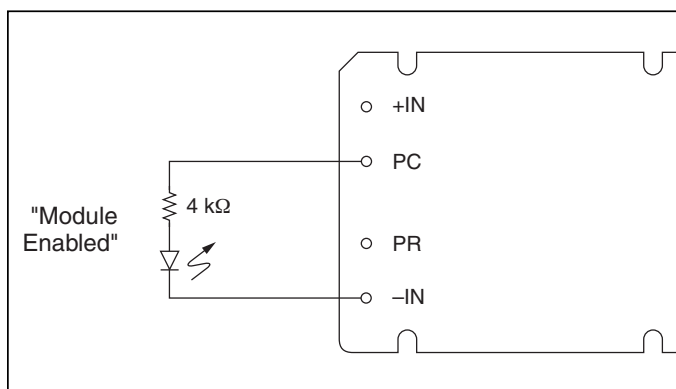 +IN
PC
4 kΩ
"Module
Enabled"
PR
–IN